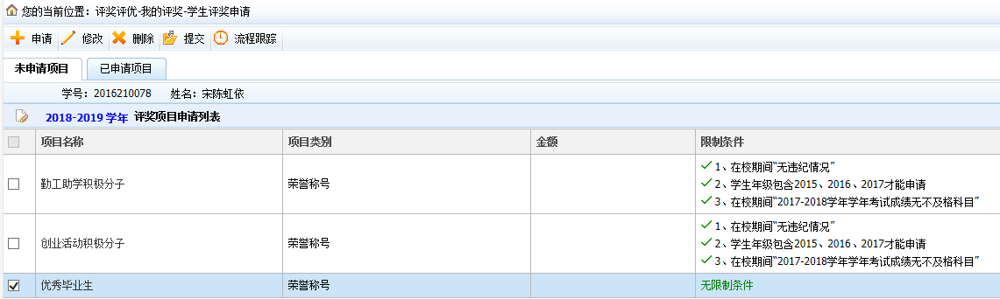 您的当前位置：评奖评优-我的评奖-学生评奖申请
申请 修改 删除 提交 流程跟踪
未申请项目 已申请项目
学号：2016210078 姓名：宋陈虹依
2018-2019 学年 评奖项目申请列表
项目名称 项目类别 金额 限制条件
勤工助学积极分子 荣誉称号
1、在校期间"无违纪情况"
2、学生年级包含2015、2016、2017才能申请
3、在校期间"2017-2018学年学年考试成绩无不及格科目"
创业活动积极分子 荣誉称号
1、在校期间"无违纪情况"
2、学生年级包含2015、2016、2017才能申请
3、在校期间"2017-2018学年学年考试成绩无不及格科目"
优秀毕业生 荣誉称号 无限制条件